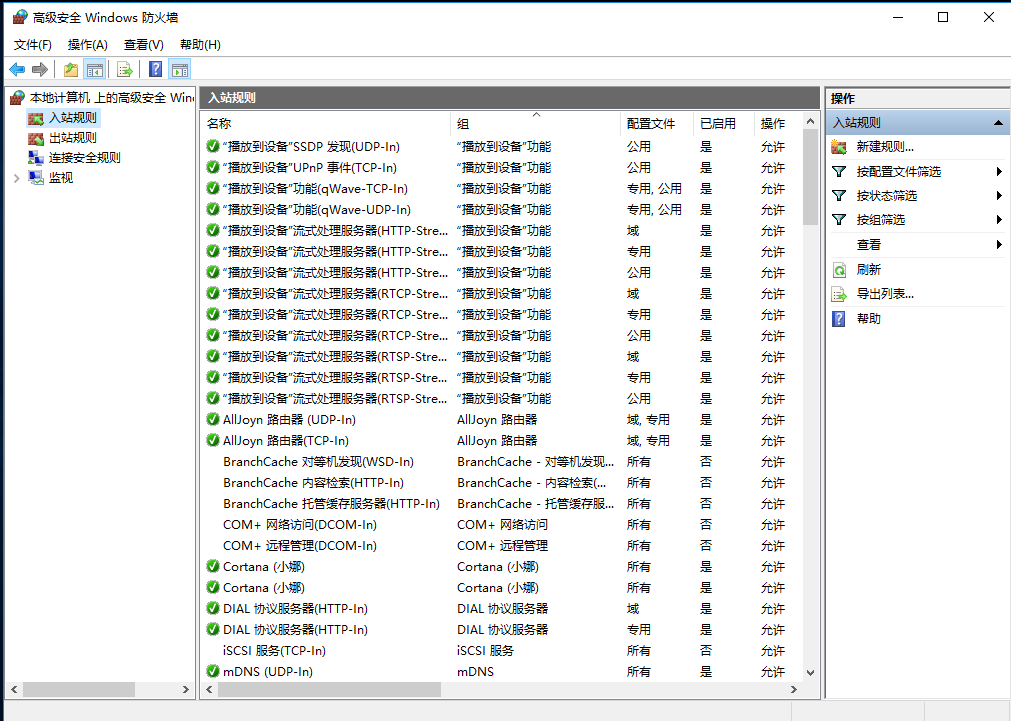 高级安全 Windows 防火墙
文件(F) 操作(A) 查看(V) 帮助(H)
本地计算机 上的高级安全 Win
入站规则
出站规则
连接安全规则
监视
入站规则
名称 组 配置文件 已启用 操作
“播放到设备”SSDP 发现(UDP-In) “播放到设备”功能 公用 是 允许
“播放到设备”UPnP 事件(TCP-In) “播放到设备”功能 公用 是 允许
“播放到设备”功能(qWave-TCP-In) “播放到设备”功能 专用, 公用 是 允许
“播放到设备”功能(qWave-UDP-In) “播放到设备”功能 专用, 公用 是 允许
“播放到设备”流式处理服务器(HTTP-Stre... “播放到设备”功能 域 是 允许
“播放到设备”流式处理服务器(HTTP-Stre... “播放到设备”功能 专用 是 允许
“播放到设备”流式处理服务器(HTTP-Stre... “播放到设备”功能 公用 是 允许
“播放到设备”流式处理服务器(RTCP-Stre... “播放到设备”功能 域 是 允许
“播放到设备”流式处理服务器(RTCP-Stre... “播放到设备”功能 专用 是 允许
“播放到设备”流式处理服务器(RTCP-Stre... “播放到设备”功能 公用 是 允许
“播放到设备”流式处理服务器(RTSP-Stre... “播放到设备”功能 域 是 允许
“播放到设备”流式处理服务器(RTSP-Stre... “播放到设备”功能 专用 是 允许
“播放到设备”流式处理服务器(RTSP-Stre... “播放到设备”功能 公用 是 允许
AllJoyn 路由器 (UDP-In) AllJoyn 路由器 域, 专用 是 允许
AllJoyn 路由器(TCP-In) AllJoyn 路由器 域, 专用 是 允许
BranchCache 对等机发现(WSD-In) BranchCache - 对等机发现... 所有 否 允许
BranchCache 内容检索(HTTP-In) BranchCache - 内容检索(... 所有 否 允许
BranchCache 托管缓存服务器(HTTP-In) BranchCache - 托管缓存服... 所有 否 允许
COM+ 网络访问(DCOM-In) COM+ 网络访问 所有 否 允许
COM+ 远程管理(DCOM-In) COM+ 远程管理 所有 否 允许
Cortana (小娜) Cortana (小娜) 所有 是 允许
Cortana (小娜) Cortana (小娜) 所有 是 允许
DIAL 协议服务器(HTTP-In) DIAL 协议服务器 域 是 允许
DIAL 协议服务器(HTTP-In) DIAL 协议服务器 专用 是 允许
iSCSI 服务(TCP-In) iSCSI 服务 所有 否 允许
mDNS (UDP-In) mDNS 所有 是 允许
操作
入站规则
新建规则...
按配置文件筛选
按状态筛选
按组筛选
查看
刷新
导出列表...
帮助